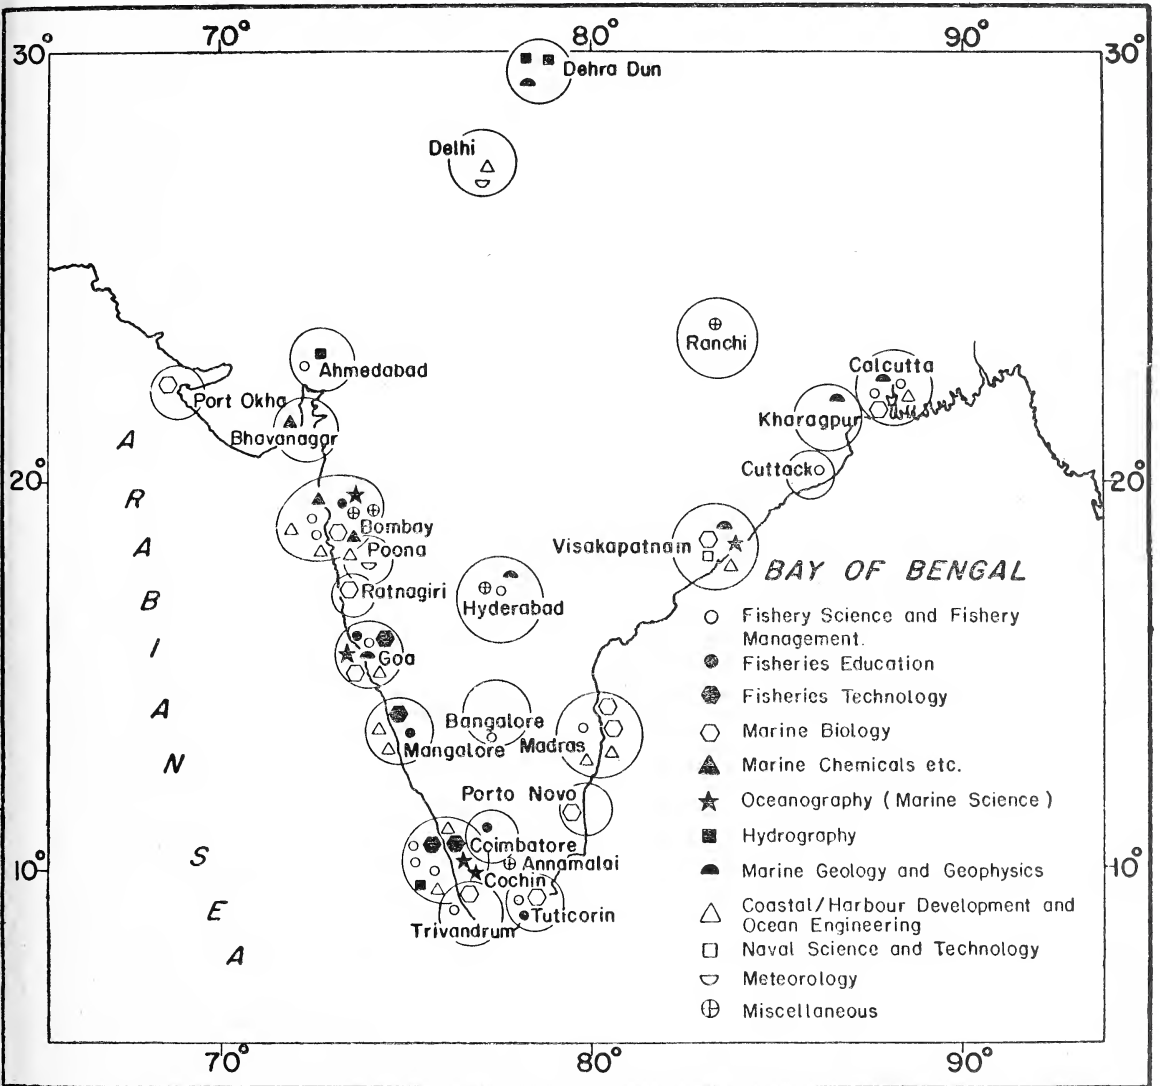 70° 80° 90°
30° 30°
Dehra Dun
Delhi
Ranchi
Calcutta
Ahmedabad
Port Okha
Kharagpur
Bhavanagar
Cuttack
20° 20°
Bombay
Poona
Visakapatnam
Ratnagiri
Hyderabad
Goa
Bangalore
Mangalore
Madras
Porto Novo
Coimbatore
Annamalai
Cochin
10° 10°
Tuticorin
Trivandrum
ARABIAN SEA
BAY OF BENGAL
Fishery Science and Fishery
Management.
Fisheries Education
Fisheries Technology
Marine Biology
Marine Chemicals etc.
Oceanography (Marine Science)
Hydrography
Marine Geology and Geophysics
Coastal/Harbour Development and
Ocean Engineering
Naval Science and Technology
Meteorology
Miscellaneous
70° 80° 90°